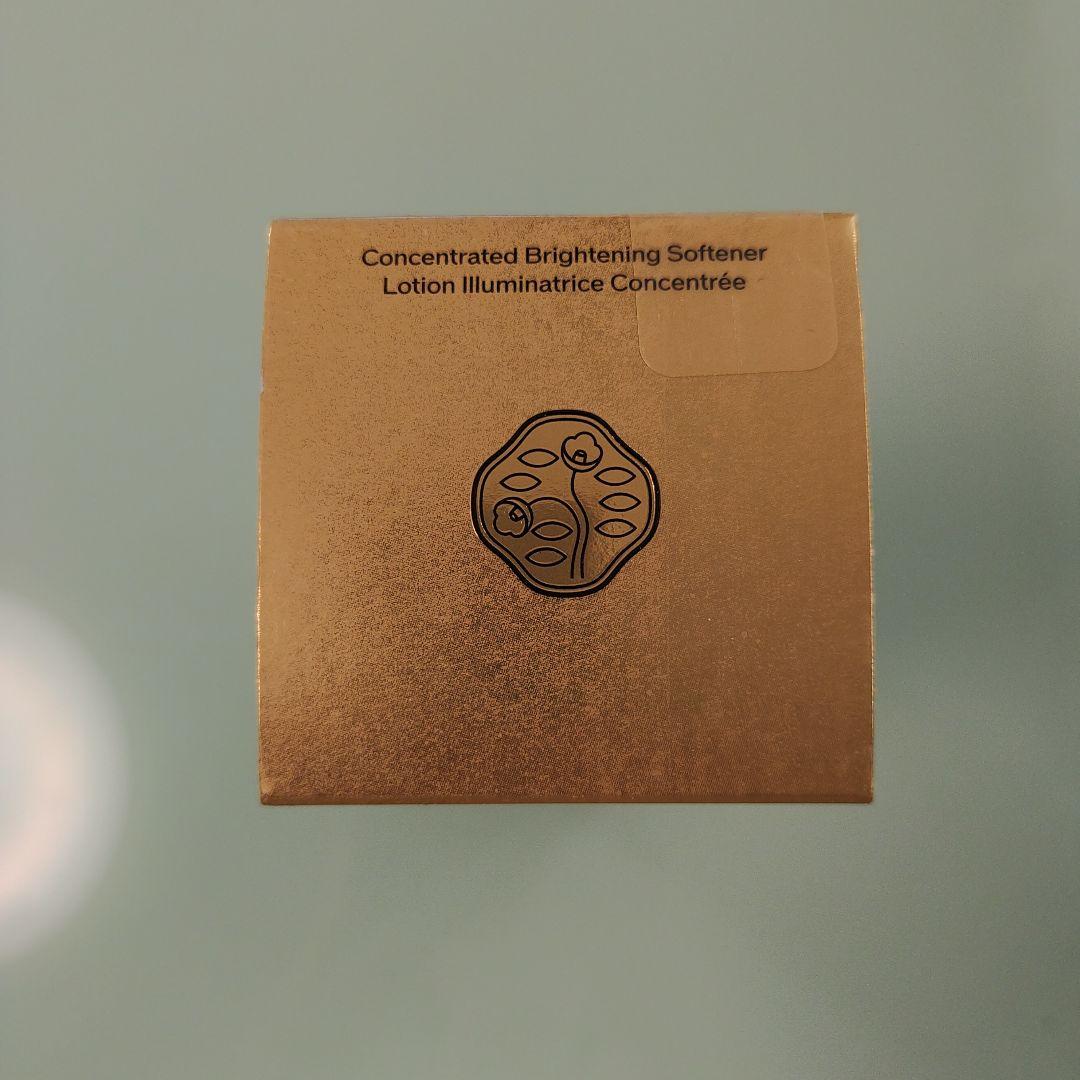 Concentrated Brightening Softener
Lotion Illuminatrice Concentrée